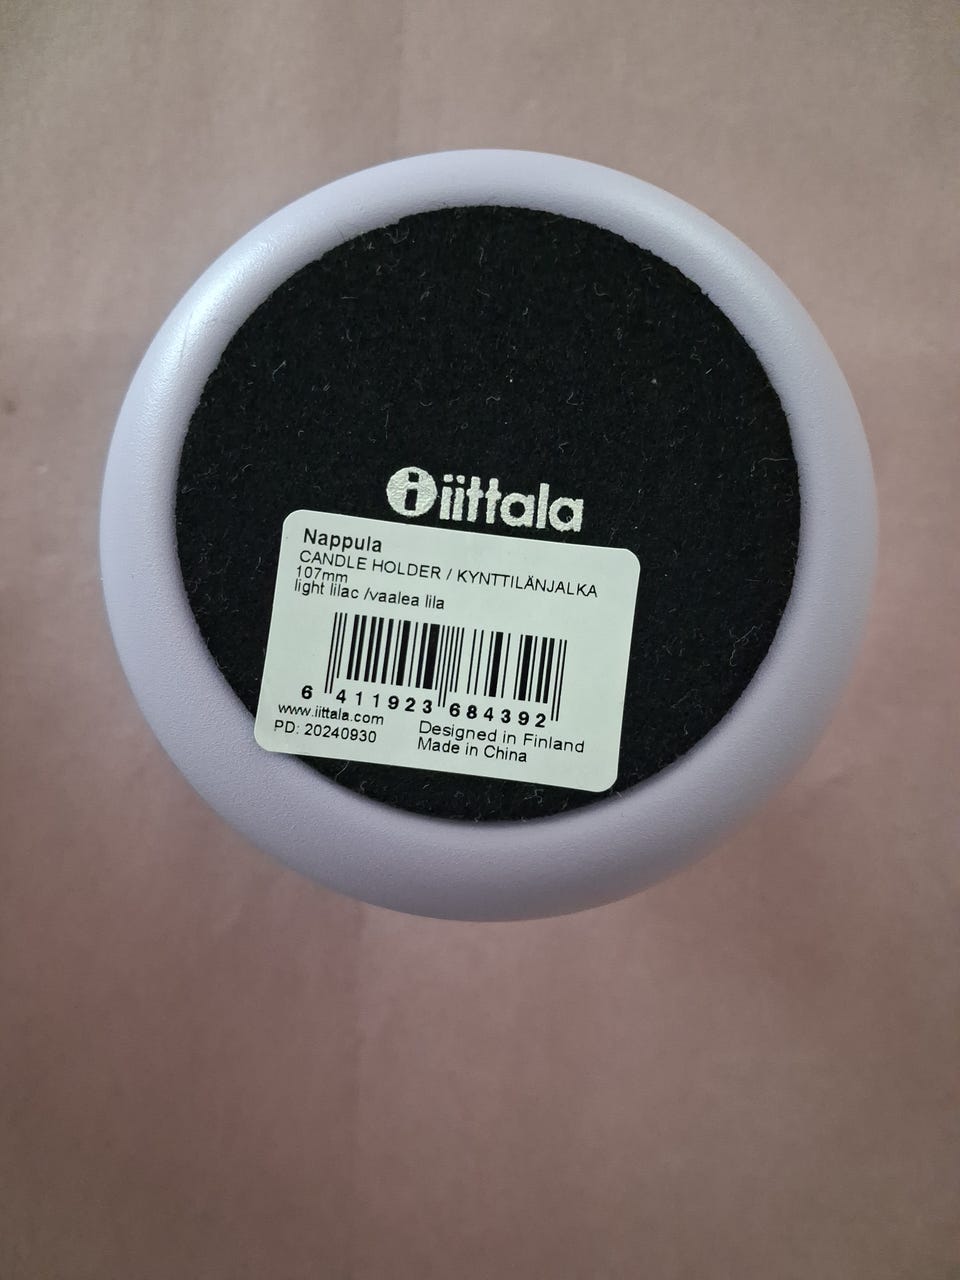 iittala
Nappula
CANDLE HOLDER / KYNTTILÄNJALKA
107mm
light lilac /vaalea lila
6 411923 684392
www.iittala.com
PD: 20240930
Designed in Finland
Made in China